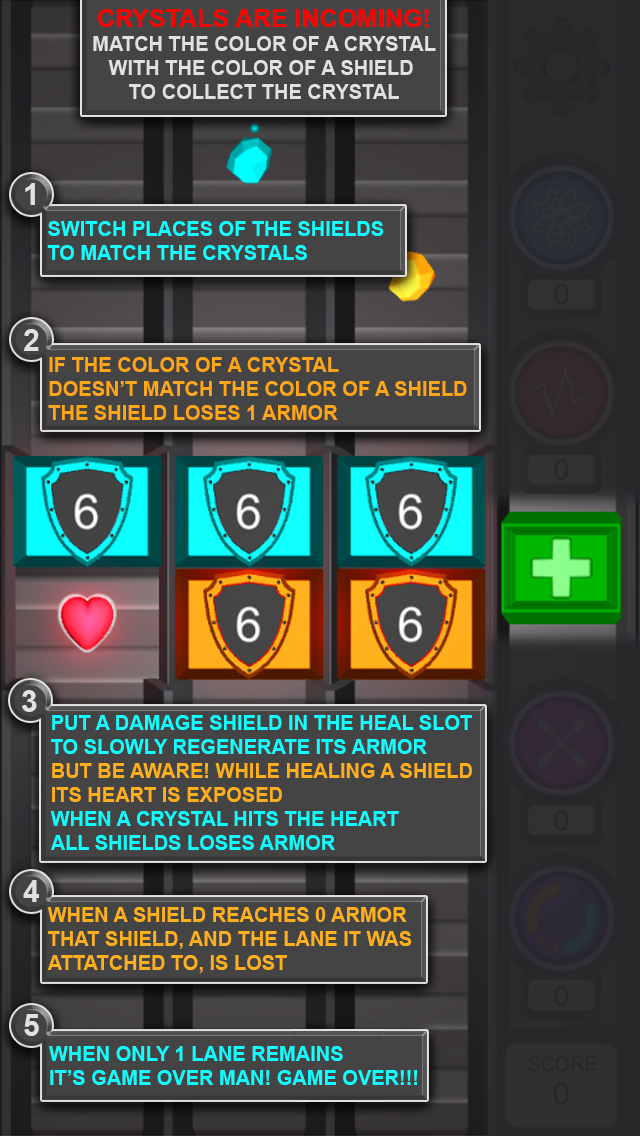 CRYSTALS ARE INCOMING!
MATCH THE COLOR OF A CRYSTAL
WITH THE COLOR OF A SHIELD
TO COLLECT THE CRYSTAL
1
SWITCH PLACES OF THE SHIELDS
TO MATCH THE CRYSTALS
0
2
IF THE COLOR OF A CRYSTAL
DOESN'T MATCH THE COLOR OF A SHIELD
THE SHIELD LOSES 1 ARMOR
0
6 6 6
6 6
3
PUT A DAMAGE SHIELD IN THE HEAL SLOT
TO SLOWLY REGENERATE ITS ARMOR
BUT BE AWARE! WHILE HEALING A SHIELD
ITS HEART IS EXPOSED
WHEN A CRYSTAL HITS THE HEART
ALL SHIELDS LOSES ARMOR
0
4
WHEN A SHIELD REACHES 0 ARMOR
THAT SHIELD, AND THE LANE IT WAS
ATTATCHED TO, IS LOST
0
5
WHEN ONLY 1 LANE REMAINS
IT'S GAME OVER MAN! GAME OVER!!!
SCORE
0